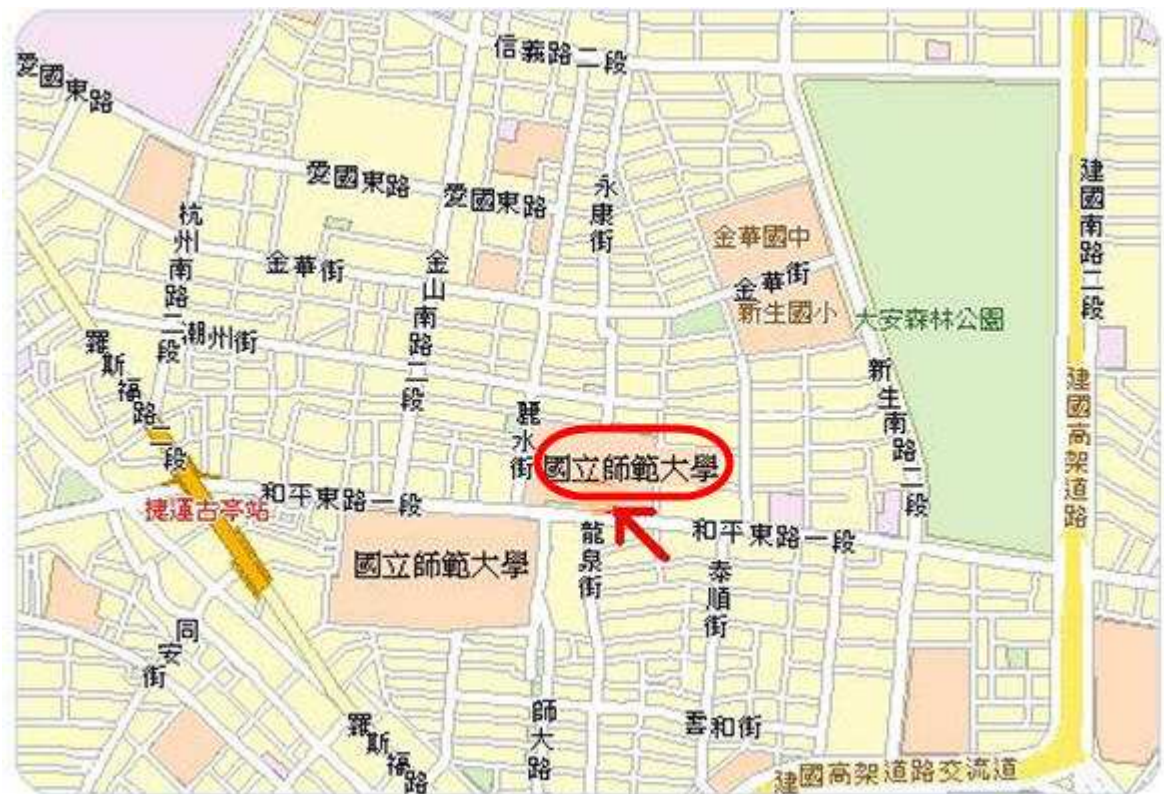 信義路二段
愛國東路
愛國東路
愛國東路
永康街
建國南路二段
杭州南路二段
金華國中
金華街
金山南路二段
金華街
新生國小
大安森林公園
潮州街
羅斯福路二段
新生南路二段
建國高架道路
麗水街
國立師範大學
和平東路一段
捷運古亭站
龍泉街
和平東路一段
國立師範大學
泰順街
同安街
師大路
雲和街
羅斯福路
建國高架道路交流道